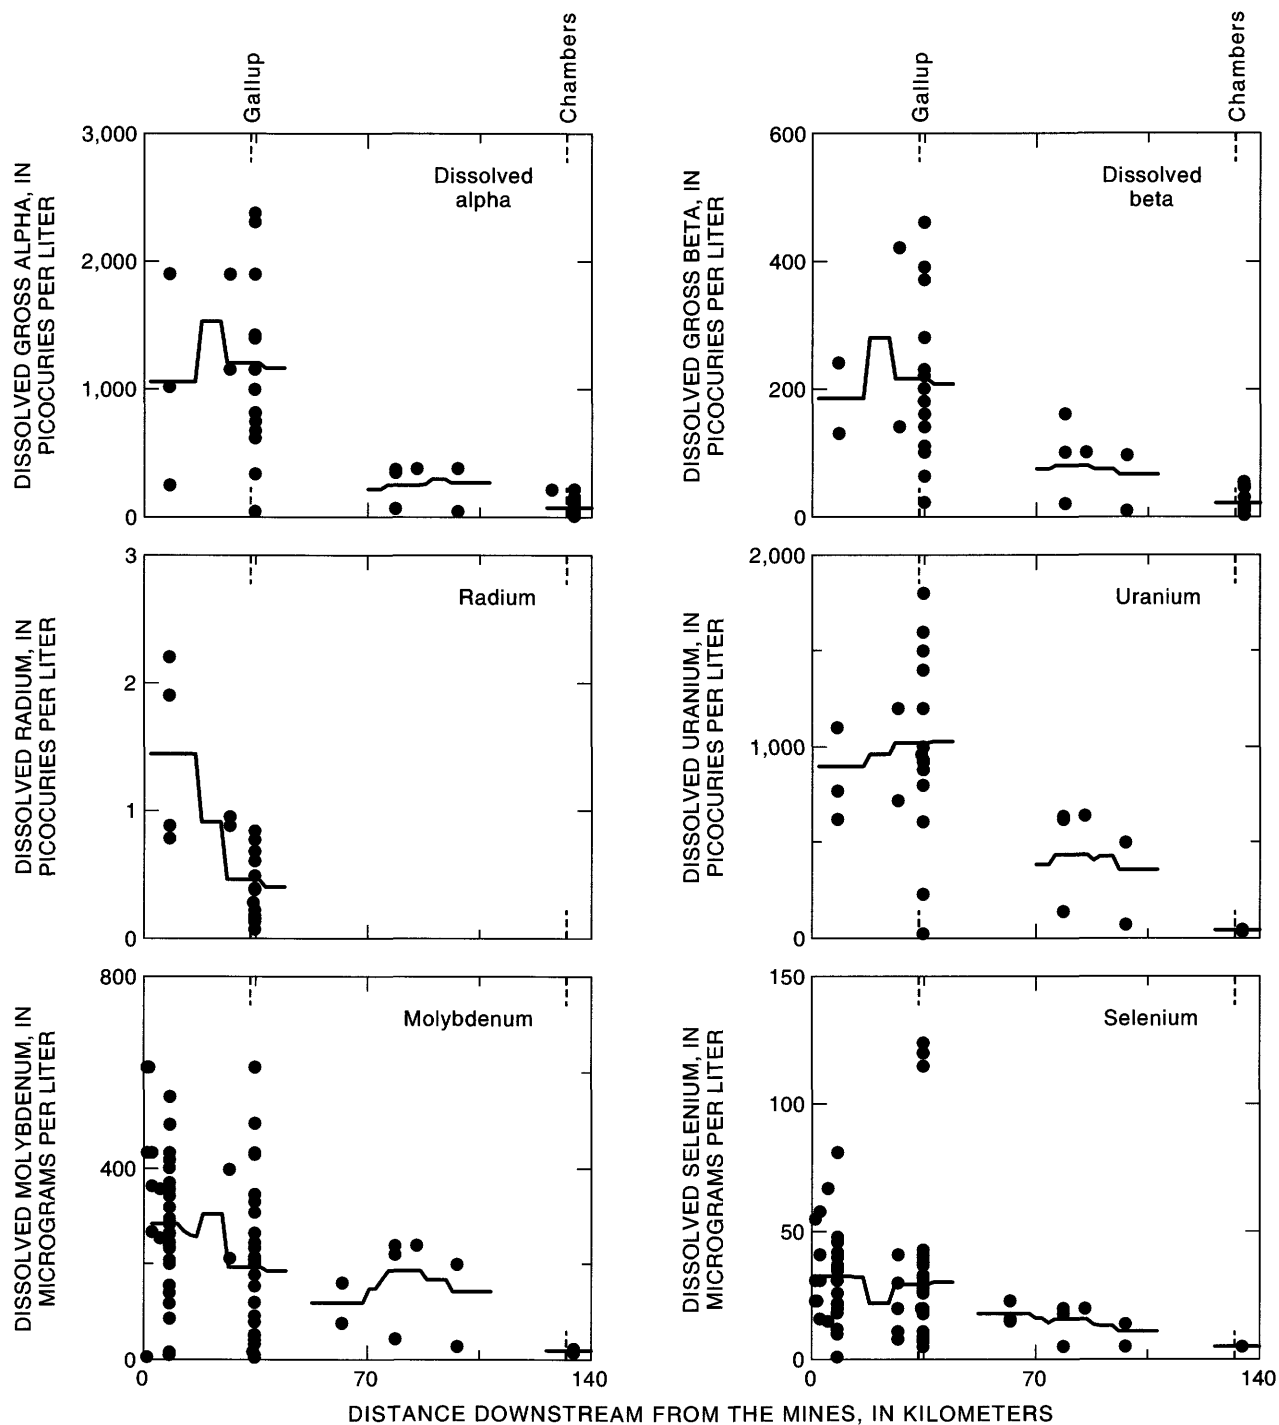 Gallup
Chambers
Gallup
Chambers
DISSOLVED GROSS ALPHA, IN
PICOCURIES PER LITER
3,000
2,000
1,000
0
Dissolved
alpha
DISSOLVED GROSS BETA, IN
PICOCURIES PER LITER
600
400
200
0
Dissolved
beta
DISSOLVED RADIUM, IN
PICOCURIES PER LITER
3
2
1
0
Radium
DISSOLVED URANIUM, IN
PICOCURIES PER LITER
2,000
1,000
0
Uranium
DISSOLVED MOLYBDENUM, IN
MICROGRAMS PER LITER
800
400
0
Molybdenum
0
70
140
DISSOLVED SELENIUM, IN
MICROGRAMS PER LITER
150
100
50
0
Selenium
0
70
140
DISTANCE DOWNSTREAM FROM THE MINES, IN KILOMETERS